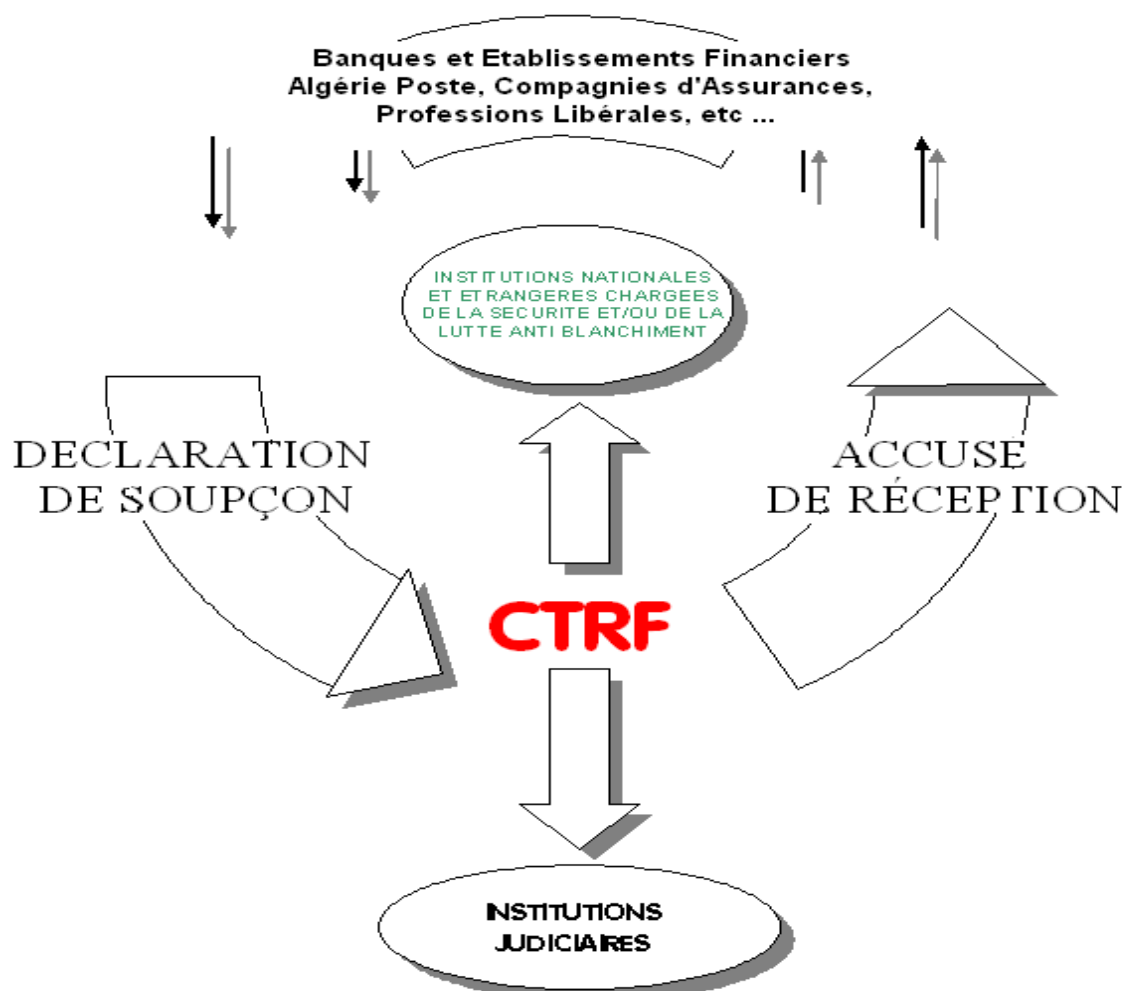 Banques et Etablissements Financiers
Algérie Poste, Compagnies d'Assurances,
Professions Libérales, etc ...
INSTITUTIONS NATIONALES
ET ETRANGERES CHARGEES
DE LA SECURITE ET/OU DE LA
LUTTE ANTI BLANCHIMENT
DECLARATION
DE SOUPÇON
ACCUSÉ
DE RÉCEPTION
CTRF
INSTITUTIONS
JUDICIAIRES